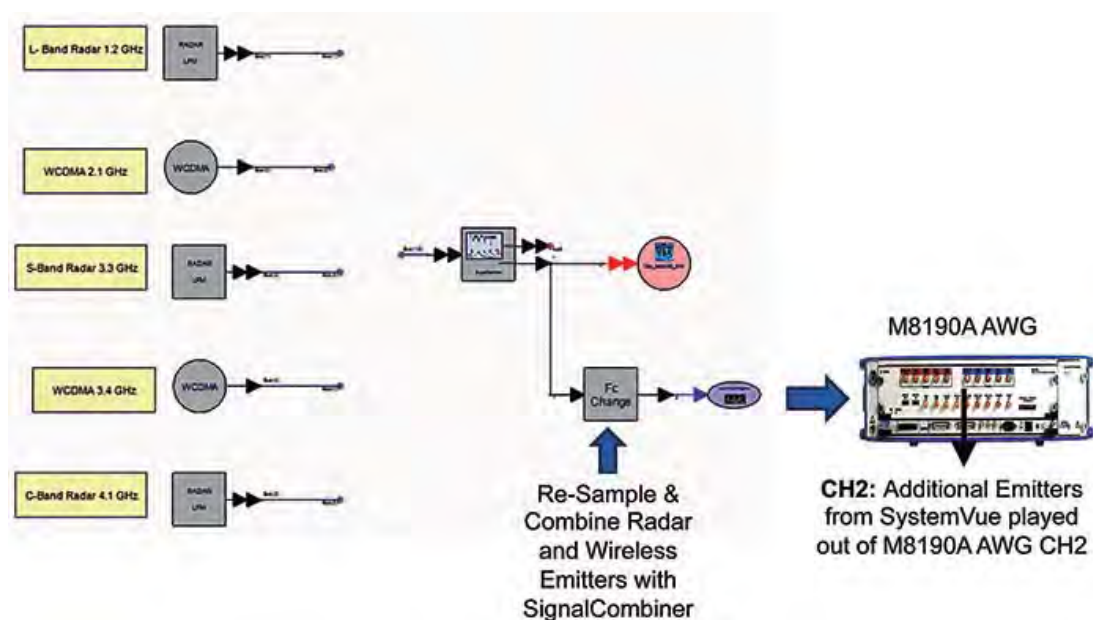 L- Band Radar 1.2 GHz
RADAR
LFM
WCDMA 2.1 GHz
WCDMA
S-Band Radar 3.3 GHz
RADAR
LFM
WCDMA 3.4 GHz
WCDMA
C-Band Radar 4.1 GHz
RADAR
LFM
Fc
Change
Re-Sample &
Combine Radar
and Wireless
Emitters with
SignalCombiner
M8190A AWG
CH2: Additional Emitters
from SystemVue played
out of M8190A AWG CH2